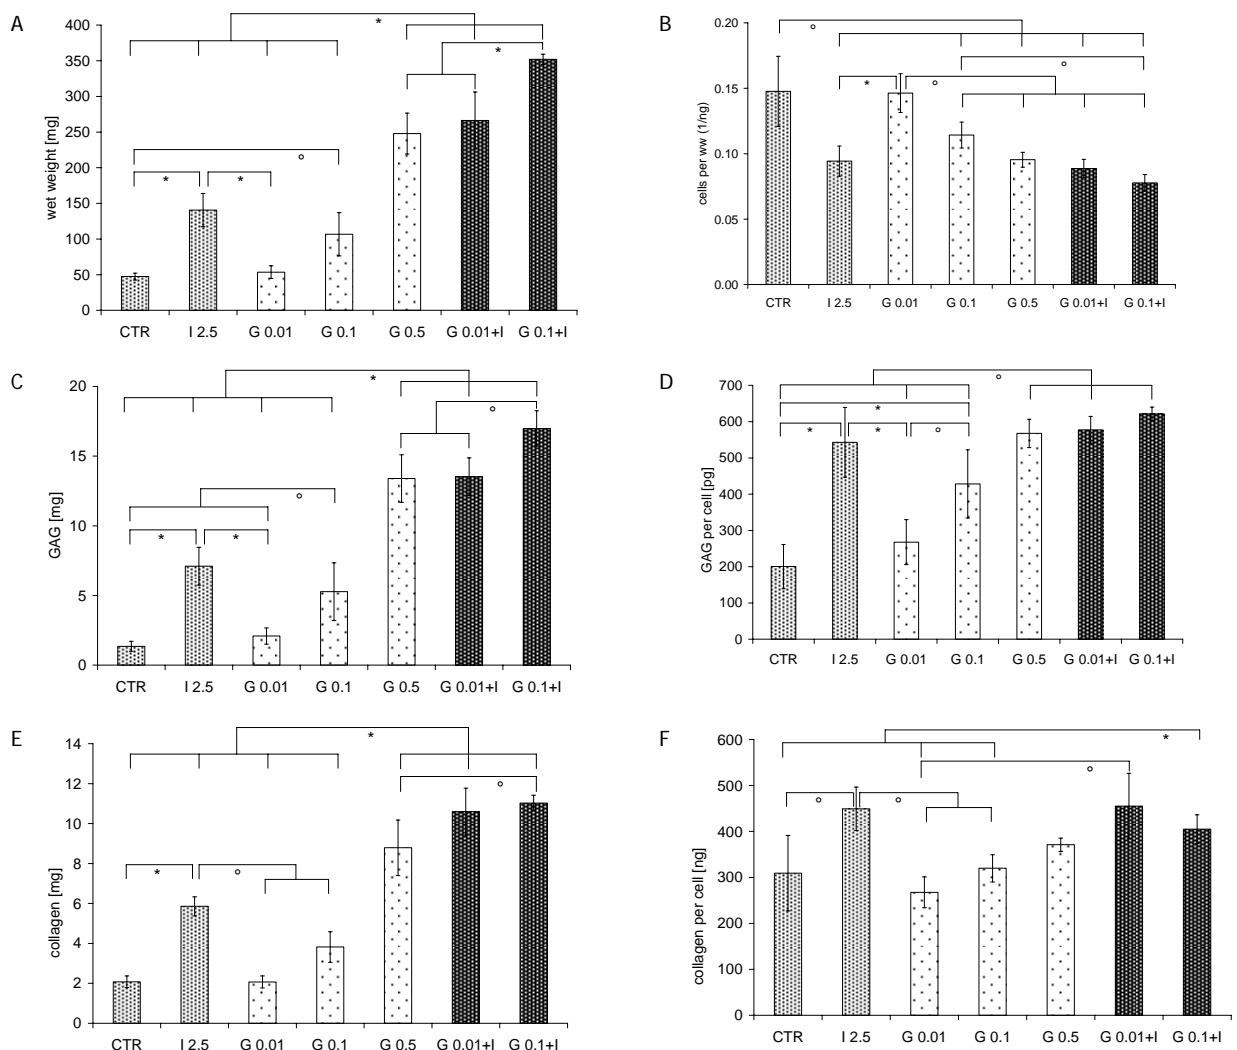 A
wet weight [mg]
400
350
300
250
200
150
100
50
0
*
*
°
*
*
CTR
I 2.5
G 0.01
G 0.1
G 0.5
G 0.01+I
G 0.1+I
B
cells per ww (1/ng)
0.20
0.15
0.10
0.05
0.00
°
°
*
°
CTR
I 2.5
G 0.01
G 0.1
G 0.5
G 0.01+I
G 0.1+I
C
GAG [mg]
20
15
10
5
0
*
°
°
*
*
CTR
I 2.5
G 0.01
G 0.1
G 0.5
G 0.01+I
G 0.1+I
D
GAG per cell [pg]
700
600
500
400
300
200
100
0
°
*
*
*
°
CTR
I 2.5
G 0.01
G 0.1
G 0.5
G 0.01+I
G 0.1+I
E
collagen [mg]
14
12
10
8
6
4
2
0
*
°
*
°
CTR
I 2.5
G 0.01
G 0.1
G 0.5
G 0.01+I
G 0.1+I
F
collagen per cell [ng]
600
500
400
300
200
100
0
*
°
°
°
CTR
I 2.5
G 0.01
G 0.1
G 0.5
G 0.01+I
G 0.1+I